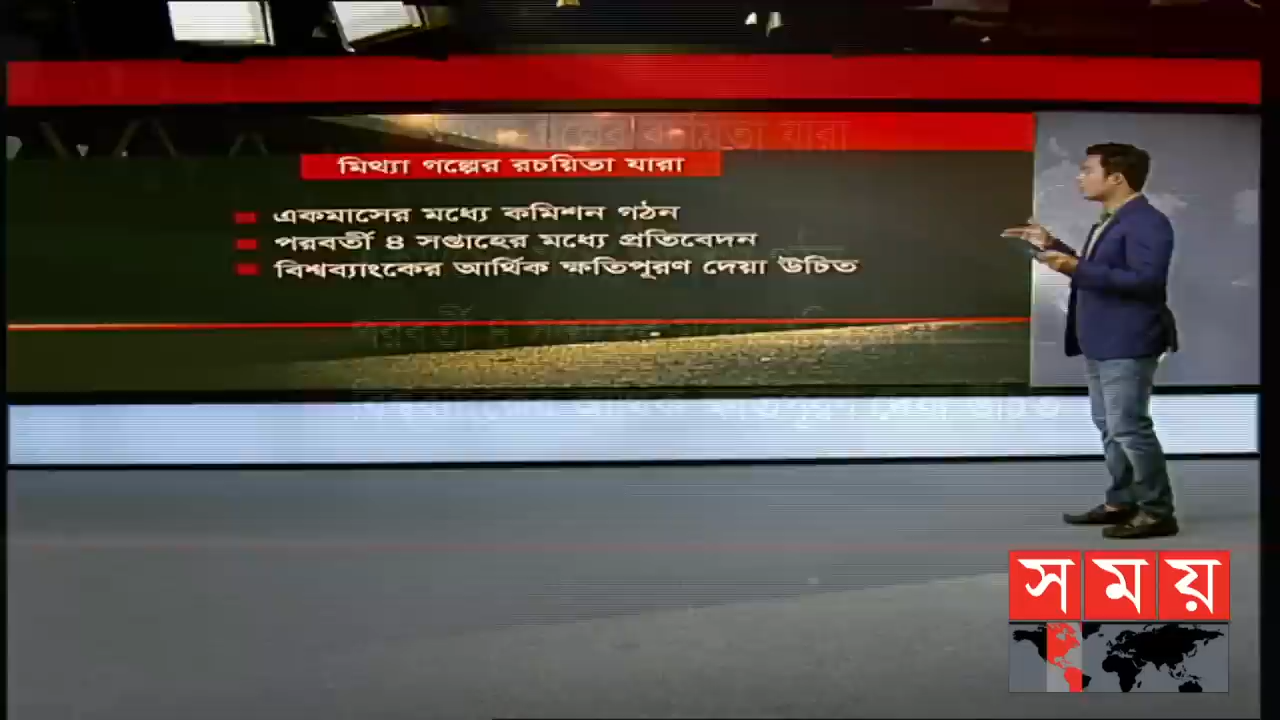 মিথ্যা গল্পের রচয়িতা যারা
একমাসের মধ্যে কমিশন গঠন
পরবর্তী ৪ সপ্তাহের মধ্যে প্রতিবেদন
বিশ্বব্যাংকের আর্থিক ক্ষতিপূরণ দেয়া উচিত
সময়